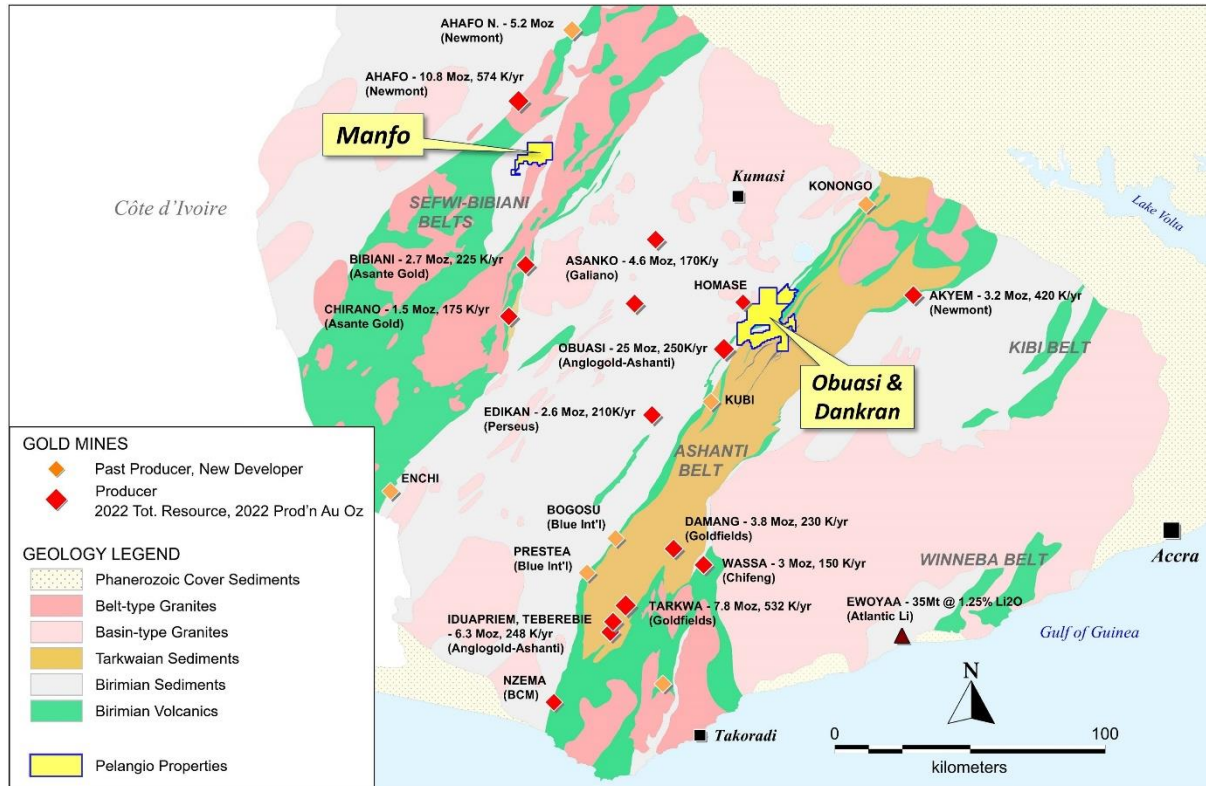 AHAFO N. - 5.2 Moz
(Newmont)
AHAFO - 10.8 Moz, 574 K/yr
(Newmont)
Manfo
Kumasi
KONONGO
Lake Volta
Côte d'Ivoire
SEFWI-BIBIANI
BELTS
BIBIANI - 2.7 Moz, 225 K/yr
(Asante Gold)
ASANKO - 4.6 Moz, 170K/y
(Galiano)
HOMASE
AKYEM - 3.2 Moz, 420 K/yr
(Newmont)
CHIRANO - 1.5 Moz, 175 K/yr
(Asante Gold)
OBUASI - 25 Moz, 250K/yr
(Anglogold-Ashanti)
KIBI BELT
Obuasi &
Dankran
KUBI
EDIKAN - 2.6 Moz, 210K/yr
(Perseus)
ASHANTI
BELT
ENCHI
BOGOSU
(Blue Int'l)
PRESTEA
(Blue Int'l)
DAMANG - 3.8 Moz, 230 K/yr
(Goldfields)
WASSA - 3 Moz, 150 K/yr
(Chifeng)
Accra
WINNEBA BELT
EWOYAA - 35Mt @ 1.25% Li2O
(Atlantic Li)
TARKWA - 7.8 Moz, 532 K/yr
(Goldfields)
IDUAPRIEM, TEBEREBIE
- 6.3 Moz, 248 K/yr
(Anglogold-Ashanti)
Gulf of Guinea
NZEMA
(BCM)
Takoradi
N
0
100
kilometers
GOLD MINES
Past Producer, New Developer
Producer
2022 Tot. Resource, 2022 Prod'n Au Oz
GEOLOGY LEGEND
Phanerozoic Cover Sediments
Belt-type Granites
Basin-type Granites
Tarkwaian Sediments
Birimian Sediments
Birimian Volcanics
Pelangio Properties